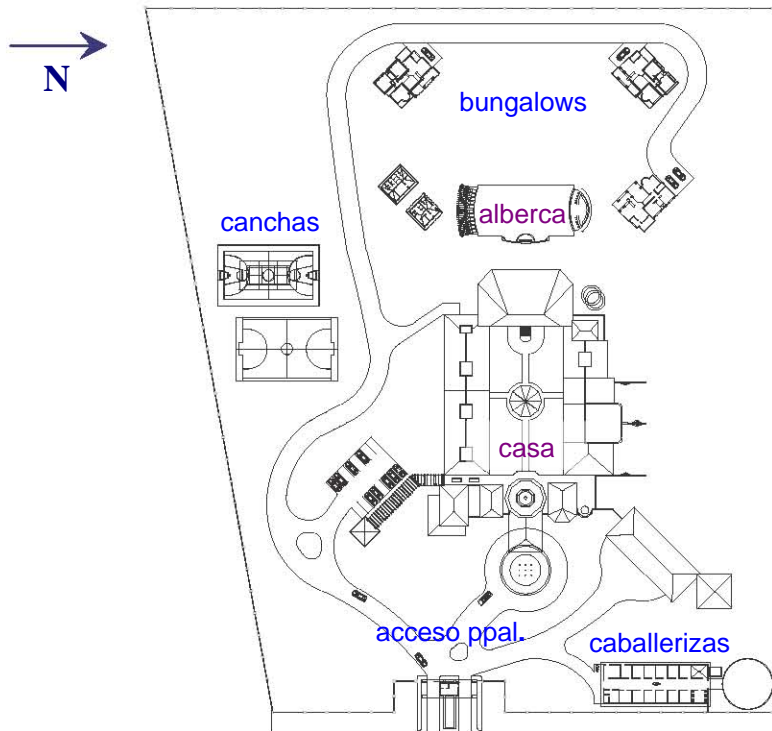 N
bungalows
alberca
canchas
casa
acceso ppal.
caballerizas